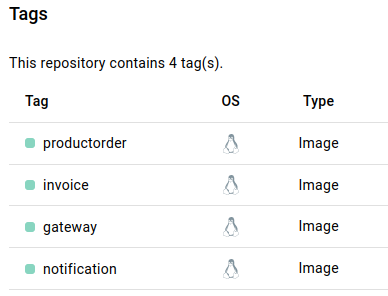 Tags
This repository contains 4 tag(s).
Tag OS Type
productorder Image
invoice Image
gateway Image
notification Image